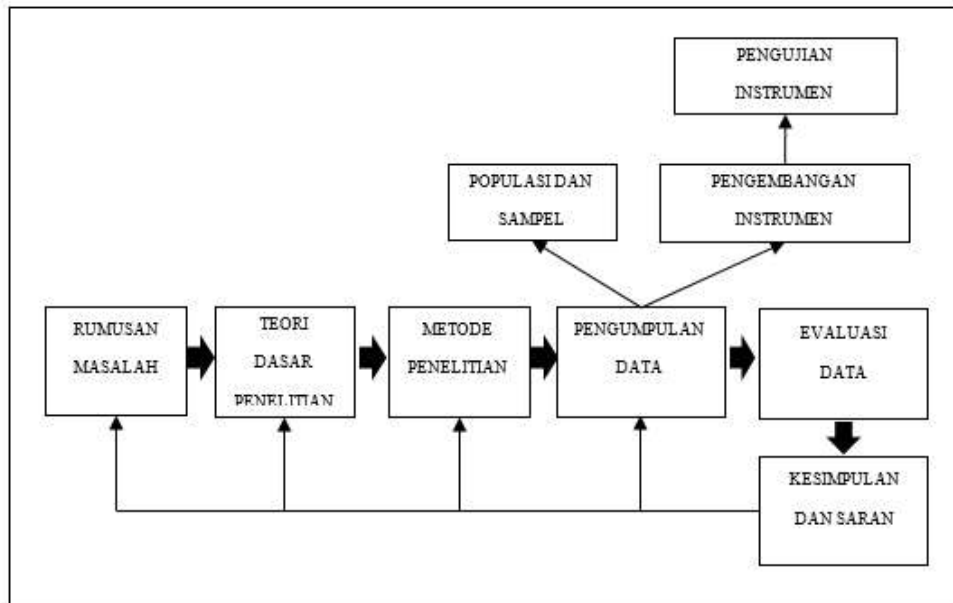 PENGUJIAN
INSTRUMEN
POPULASI DAN
SAMPEL
PENGEMBANGAN
INSTRUMEN
RUMUSAN
MASALAH
TEORI
DASAR
PENELITIAN
METODE
PENELITIAN
PENGUMPULAN
DATA
EVALUASI
DATA
KESIMPULAN
DAN SARAN